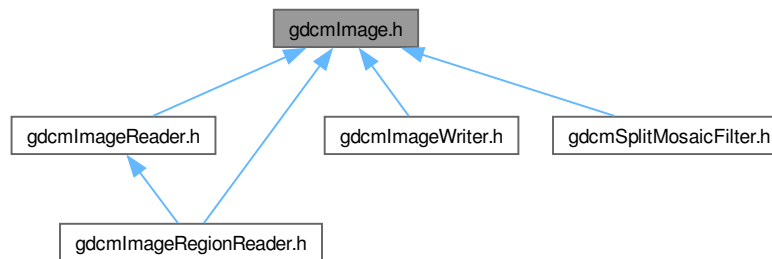 gdcmImage.h
gdcmImageReader.h
gdcmImageWriter.h
gdcmSplitMosaicFilter.h
gdcmImageRegionReader.h